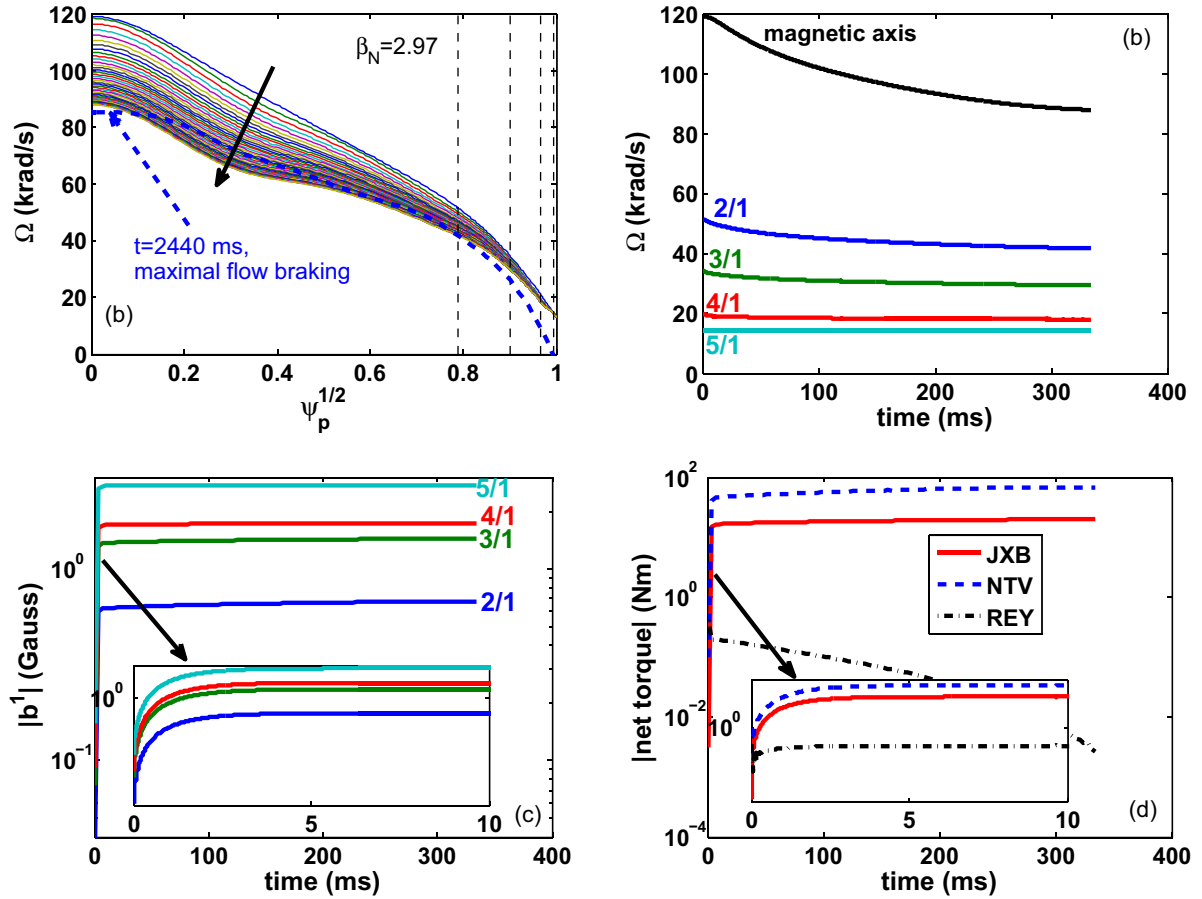 120
100
80
60
40
20
0
Ω (krad/s)
β_N=2.97
t=2440 ms,
maximal flow braking
(b)
0 0.2 0.4 0.6 0.8 1
ψ_p^{1/2}
120
100
80
60
40
20
0
Ω (krad/s)
magnetic axis
(b)
2/1
3/1
4/1
5/1
0 100 200 300 400
time (ms)
10^0
10^{-1}
|b^1| (Gauss)
5/1
4/1
3/1
2/1
10^0
0 5 10
(c)
0 100 200 300 400
time (ms)
10^2
10^0
10^{-2}
10^{-4}
|net torque| (Nm)
JXB
NTV
REY
10^0
0 5 10
(d)
0 100 200 300 400
time (ms)